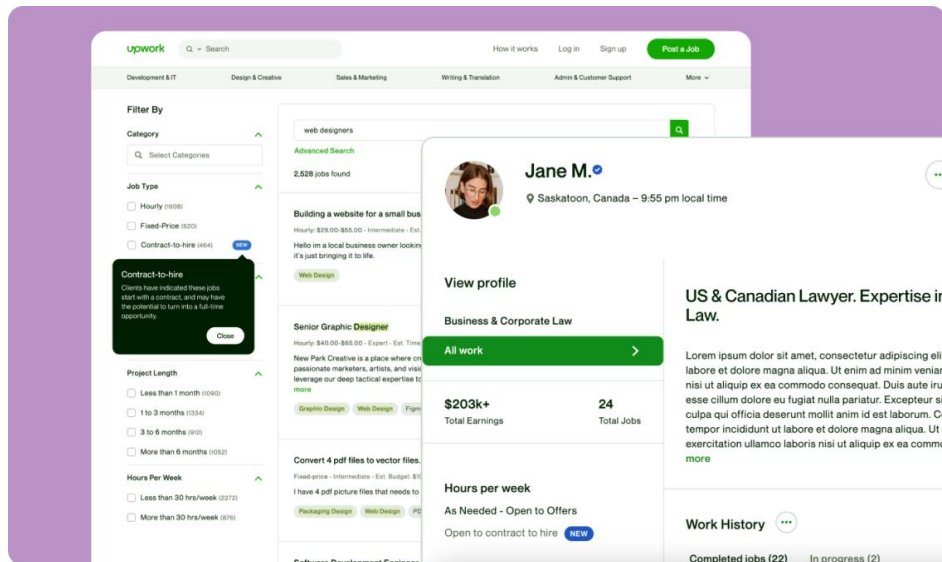 upwork
Search
How it works
Log in
Sign up
Post a Job
Development & IT
Design & Creative
Sales & Marketing
Writing & Translation
Admin & Customer Support
More
Filter By
Category
Select Categories
Job Type
Hourly (1908)
Fixed-Price (620)
Contract-to-hire (464) NEW
Contract-to-hire
Clients have indicated these jobs
start with a contract, and may have
the potential to turn into a full-time
opportunity.
Close
Project Length
Less than 1 month (1090)
1 to 3 months (1334)
3 to 6 months (912)
More than 6 months (1052)
Hours Per Week
Less than 30 hrs/week (2272)
More than 30 hrs/week (876)
web designers
Advanced Search
2,528 jobs found
Building a website for a small bus
Hourly: $29.00-$55.00 - Intermediate - Est.
Hello im a local business owner lookin
it's just bringing it to life.
Web Design
Senior Graphic Designer
Hourly: $40.00-$65.00 - Expert - Est. Time
New Park Creative is a place where cr
passionate marketers, artists, and visi
leverage our deep tactical expertise to
more
Graphic Design
Web Design
Figm
Convert 4 pdf files to vector files.
Fixed-price - Intermediate - Est. Budget: $1
I have 4 pdf picture files that needs to
Packaging Design
Web Design
PD
Software Development Engineer
Jane M.
Saskatoon, Canada – 9:55 pm local time
View profile
Business & Corporate Law
All work
$203k+
Total Earnings
24
Total Jobs
Hours per week
As Needed - Open to Offers
Open to contract to hire NEW
US & Canadian Lawyer. Expertise in
Law.
Lorem ipsum dolor sit amet, consectetur adipiscing eli
labore et dolore magna aliqua. Ut enim ad minim veniar
nisi ut aliquip ex ea commodo consequat. Duis aute iru
esse cillum dolore eu fugiat nulla pariatur. Excepteur si
culpa qui officia deserunt mollit anim id est laborum. Co
tempor incididunt ut labore et dolore magna aliqua. Ut
exercitation ullamco laboris nisi ut aliquip ex ea commo
more
Work History
Completed jobs (22)
In progress (2)